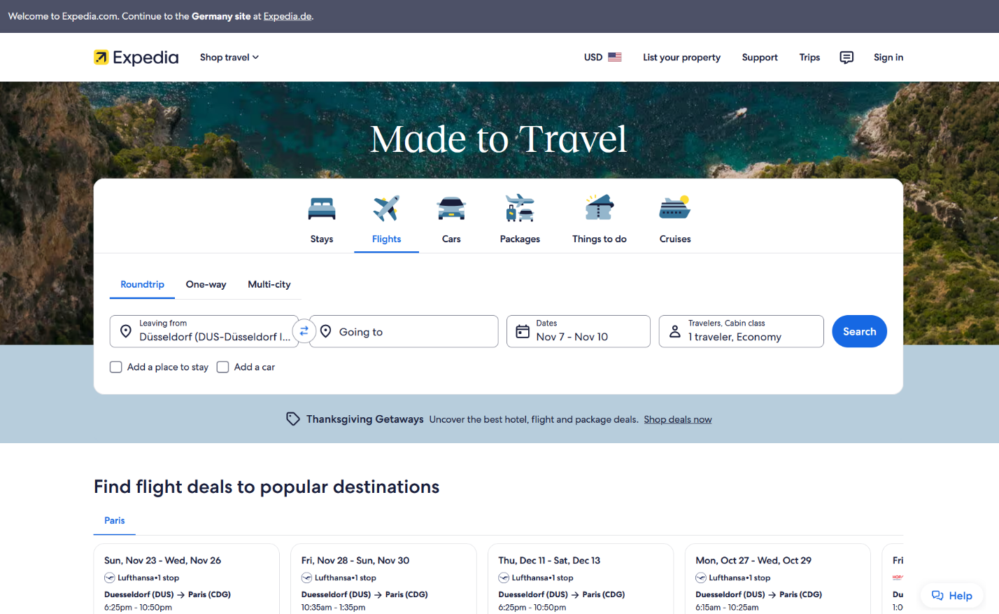 Welcome to Expedia.com. Continue to the Germany site at Expedia.de.
Expedia
Shop travel
USD
List your property
Support
Trips
Sign in
Made to Travel
Stays
Flights
Cars
Packages
Things to do
Cruises
Roundtrip
One-way
Multi-city
Leaving from
Düsseldorf (DUS-Düsseldorf I...
Going to
Dates
Nov 7 - Nov 10
Travelers, Cabin class
1 traveler, Economy
Search
Add a place to stay
Add a car
Thanksgiving Getaways Uncover the best hotel, flight and package deals. Shop deals now
Find flight deals to popular destinations
Paris
Sun, Nov 23 - Wed, Nov 26
Lufthansa•1 stop
Duesseldorf (DUS) → Paris (CDG)
6:25pm - 10:50pm
Fri, Nov 28 - Sun, Nov 30
Lufthansa•1 stop
Duesseldorf (DUS) → Paris (CDG)
10:35am - 1:35pm
Thu, Dec 11 - Sat, Dec 13
Lufthansa•1 stop
Duesseldorf (DUS) → Paris (CDG)
6:25pm - 10:50pm
Mon, Oct 27 - Wed, Oct 29
Lufthansa•1 stop
Duesseldorf (DUS) → Paris (CDG)
6:15am - 10:25am
Fri
Du
1:0
Help